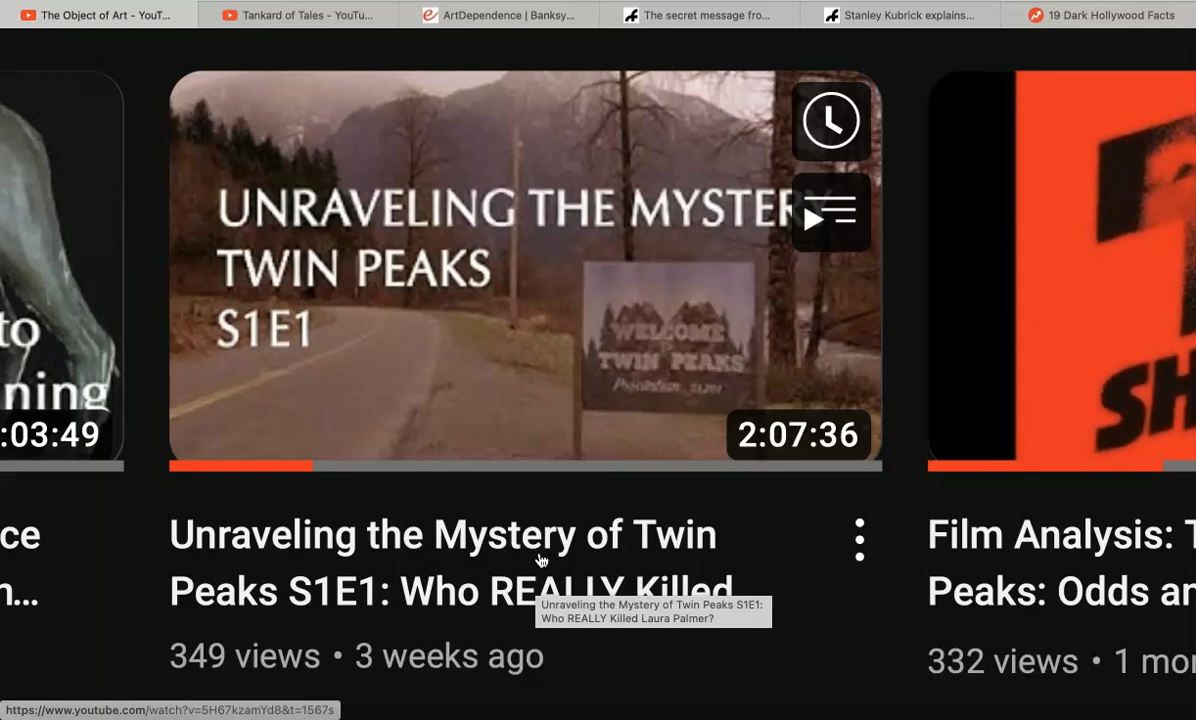 The Object of Art - YouT...
Tankard of Tales - YouTu...
ArtDependence | Banksy...
The secret message fro...
Stanley Kubrick explains...
19 Dark Hollywood Facts
UNRAVELING THE MYSTERY
TWIN PEAKS
S1E1
WELCOME
TWIN PEAKS
to
ning
:03:49
2:07:36
SH
ce
n...
Unraveling the Mystery of Twin
Peaks S1E1: Who REALLY Killed
Unraveling the Mystery of Twin Peaks S1E1:
Who REALLY Killed Laura Palmer?
349 views • 3 weeks ago
Film Analysis: T
Peaks: Odds an
332 views • 1 mor
https://www.youtube.com/watch?v=5H67kzamYd8&t=1567s